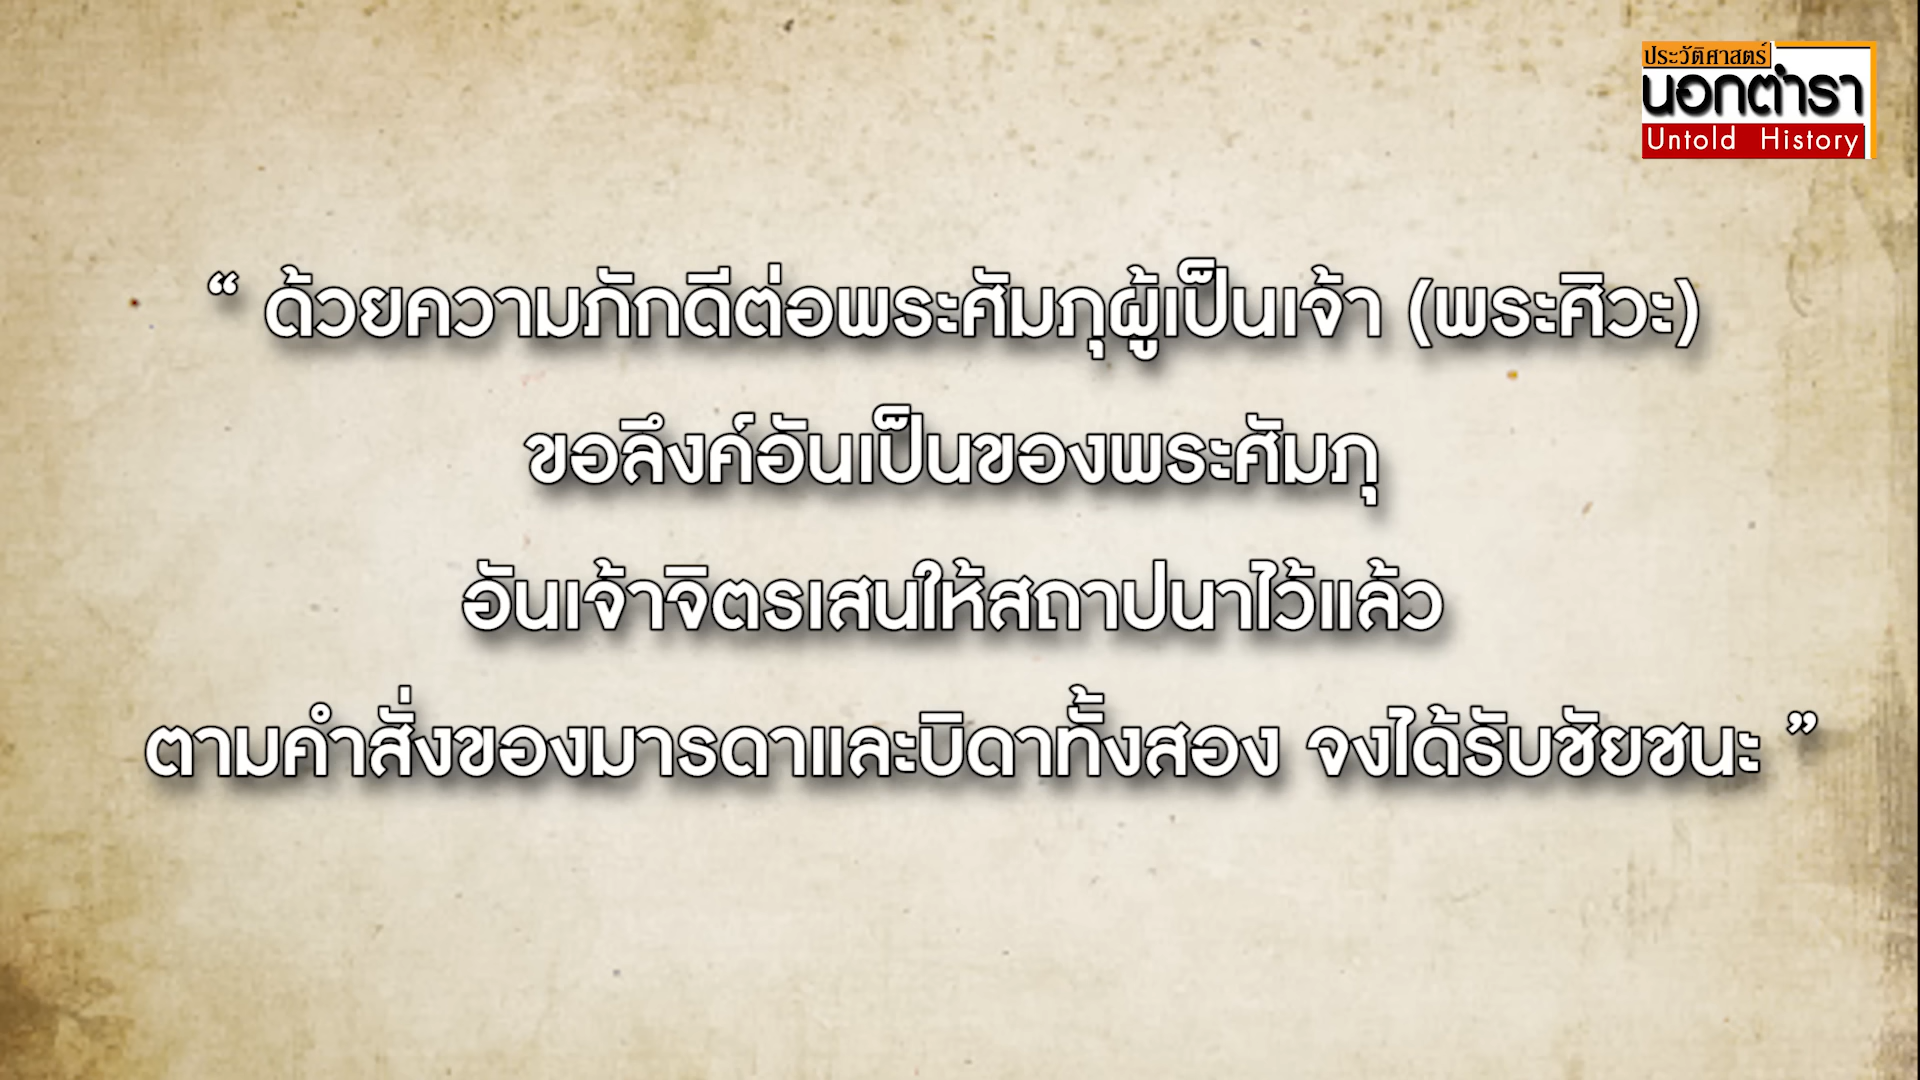 ประวัติศาสตร์
นอกตำรา
Untold History
“ ด้วยความภักดีต่อพระศัมภุผู้เป็นเจ้า (พระศิวะ)
ขอลึงค์อันเป็นของพระศัมภุ
อันเจ้าจิตรเสนให้สถาปนาไว้แล้ว
ตามคำสั่งของมารดาและบิดาทั้งสอง จงได้รับชัยชนะ ”